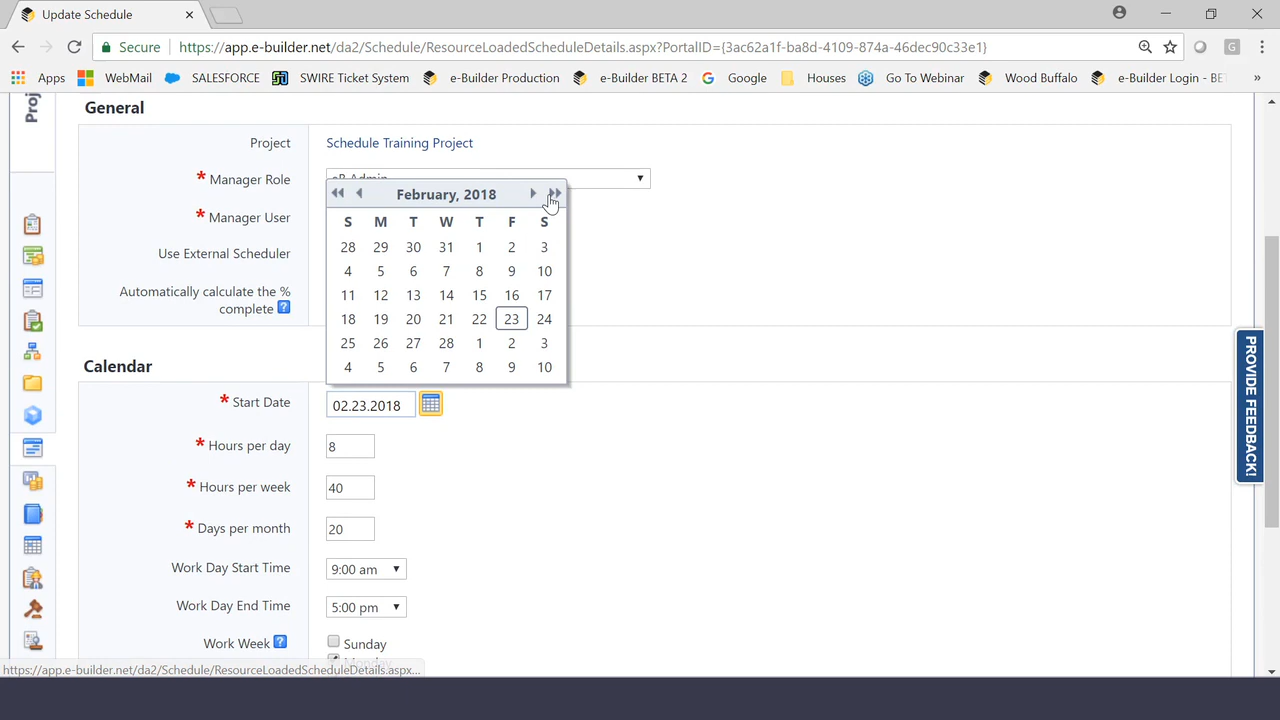 Update Schedule
Secure https://app.e-builder.net/da2/Schedule/ResourceLoadedScheduleDetails.aspx?PortalID={3ac62a1f-ba8d-4109-874a-46dec90c33e1}
Apps WebMail SALESFORCE SWIRE Ticket System e-Builder Production e-Builder BETA 2 Google Houses Go To Webinar Wood Buffalo e-Builder Login - BE »
Proj
General
Project Schedule Training Project
* Manager Role eB Admin
February, 2018
* Manager User
S M T W T F S
Use External Scheduler
28 29 30 31 1 2 3
4 5 6 7 8 9 10
Automatically calculate the %
complete ?
11 12 13 14 15 16 17
18 19 20 21 22 23 24
25 26 27 28 1 2 3
4 5 6 7 8 9 10
Calendar
* Start Date 02.23.2018
* Hours per day 8
* Hours per week 40
* Days per month 20
Work Day Start Time 9:00 am
Work Day End Time 5:00 pm
Work Week ? Sunday
Monday
https://app.e-builder.net/da2/Schedule/ResourceLoadedScheduleDetails.aspx...
PROVIDE FEEDBACK!